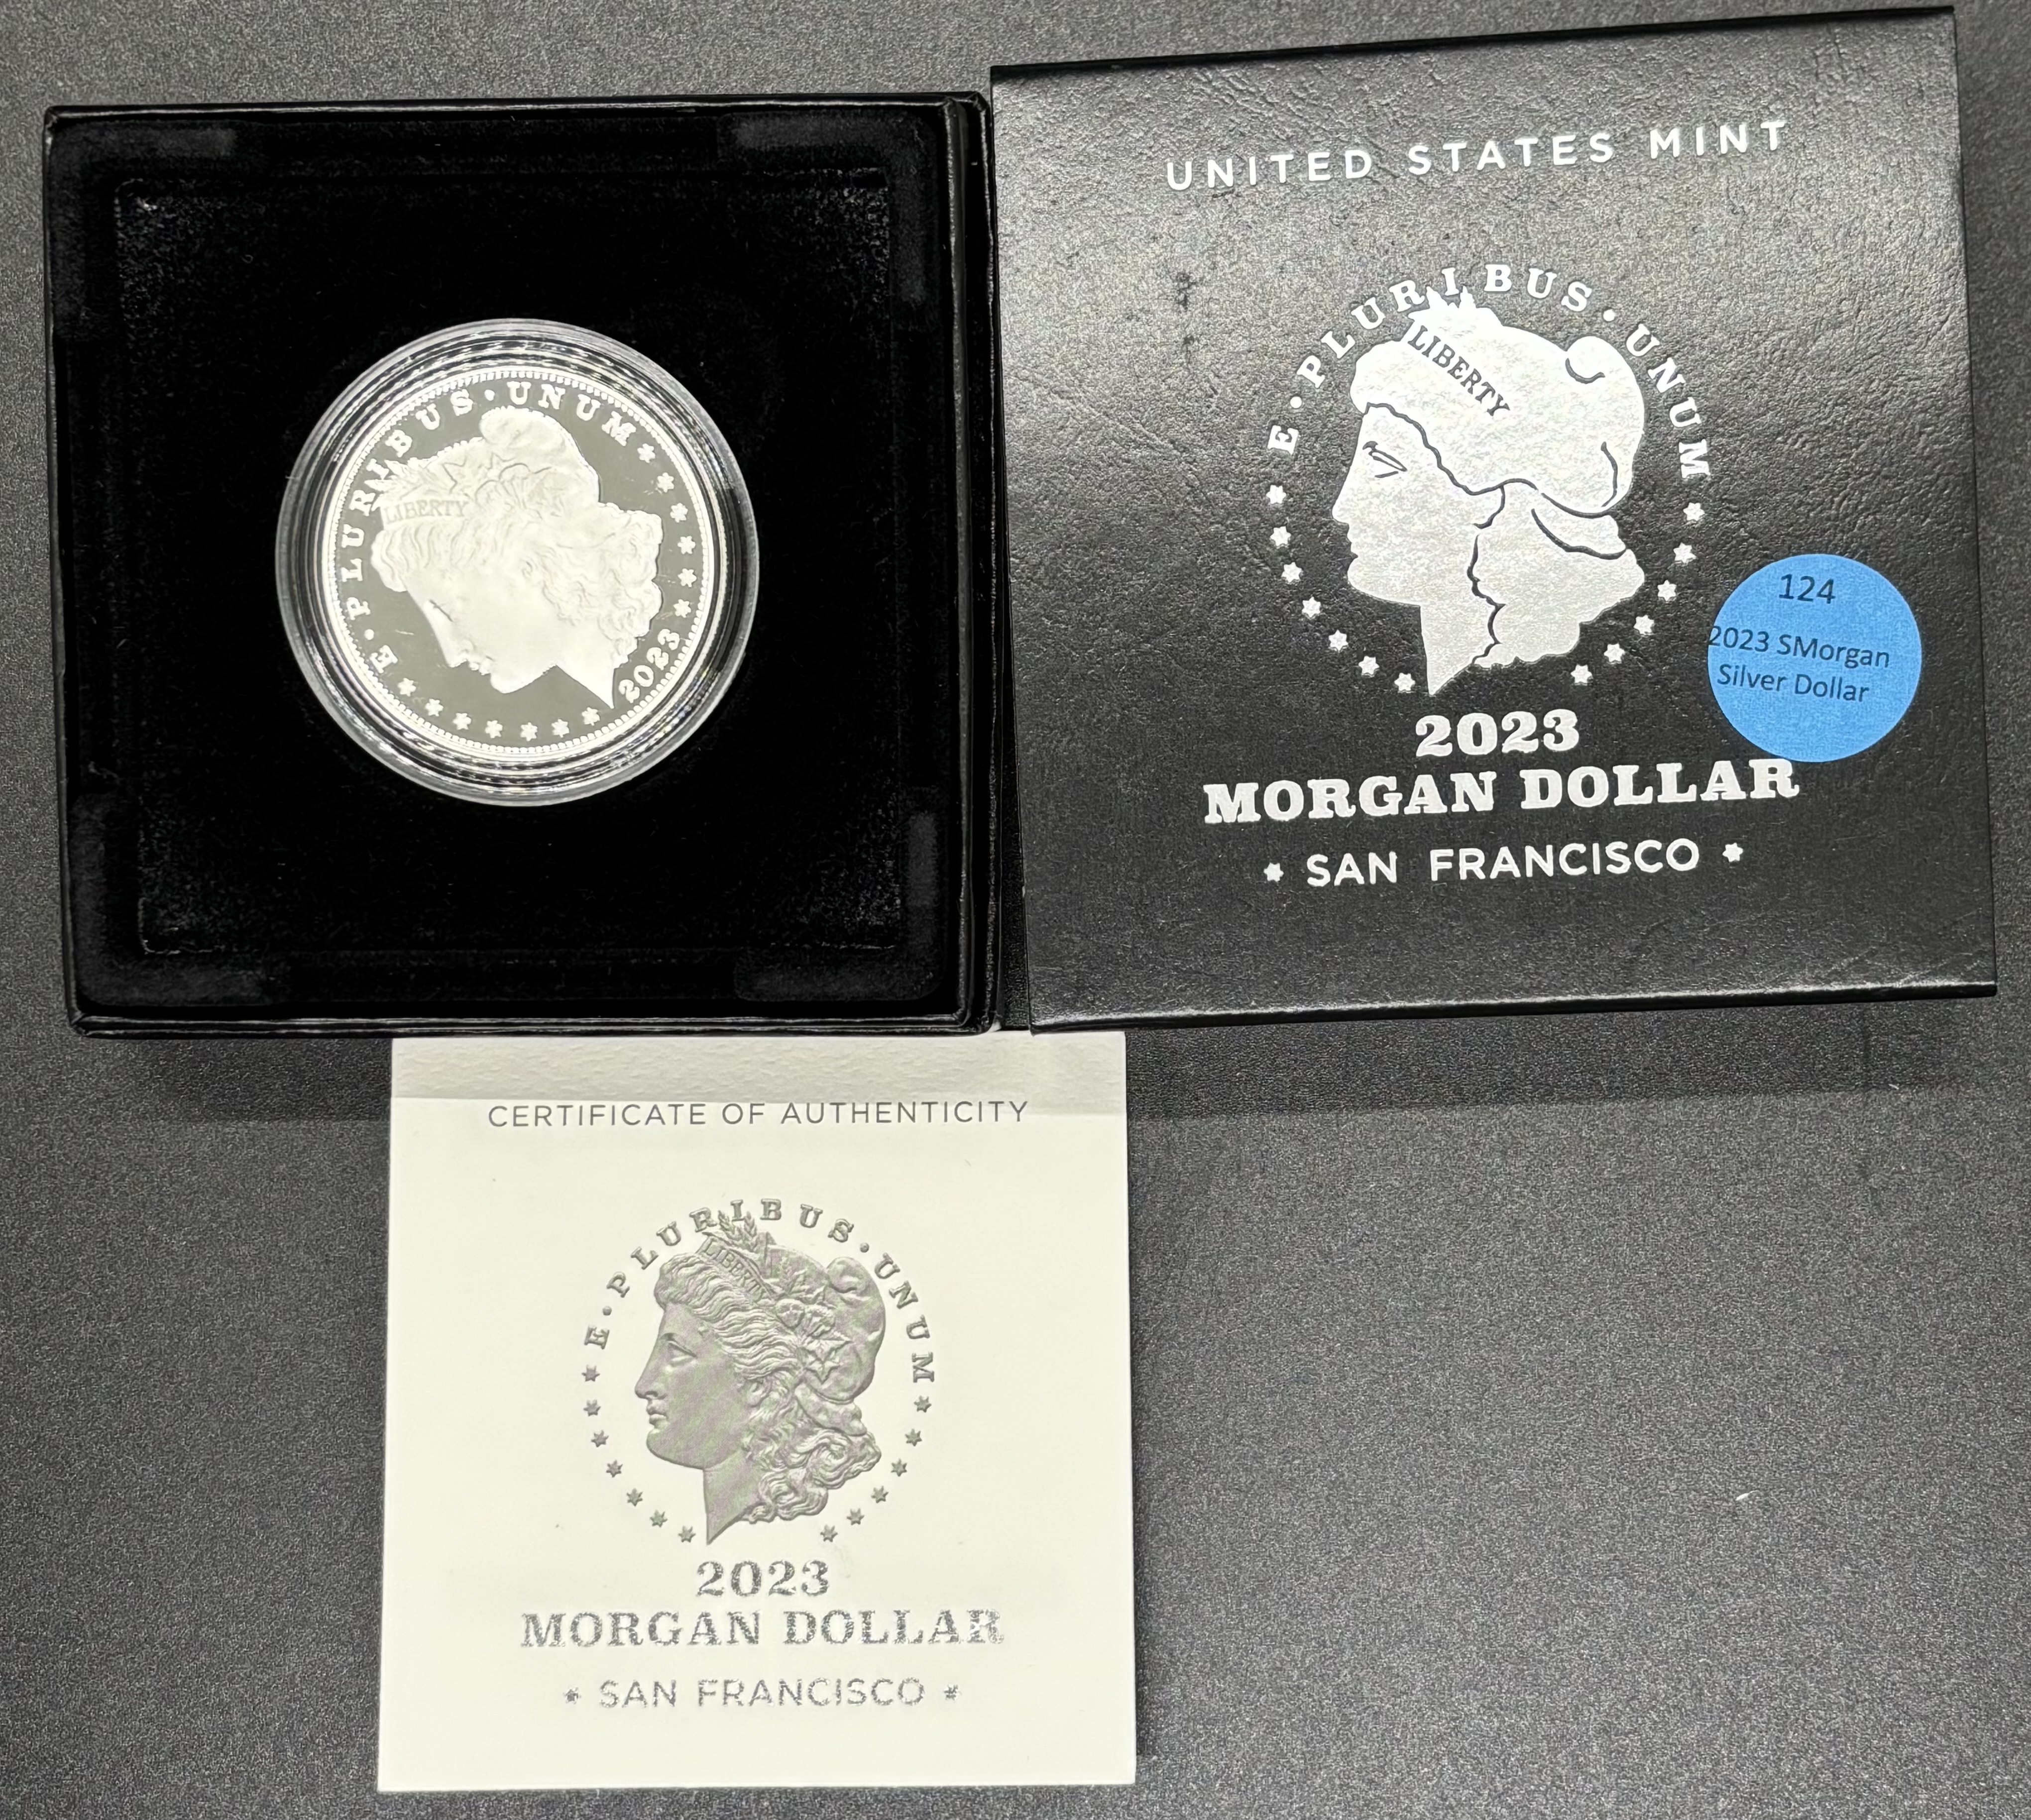 E·PLURIBUS·UNUM
LIBERTY
2023
UNITED STATES MINT
E·PLURIBUS·UNUM
LIBERTY
2023
MORGAN DOLLAR
SAN FRANCISCO
124
2023 SMorgan
Silver Dollar
CERTIFICATE OF AUTHENTICITY
E·PLURIBUS·UNUM
LIBERTY
2023
MORGAN DOLLAR
SAN FRANCISCO